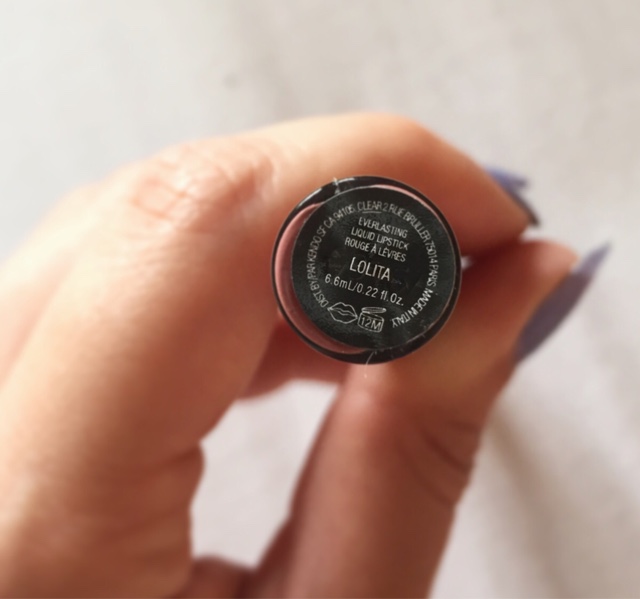 EVERLASTING
LIQUID LIPSTICK
ROUGE À LÈVRES
LOLITA
6.6mL/0.22 fl.oz.
12M
DIST. BY/PAR KENDO SF CA 94105 CLEAR 2 RUE BRULLER 75014 PARIS MADE IN ITALY